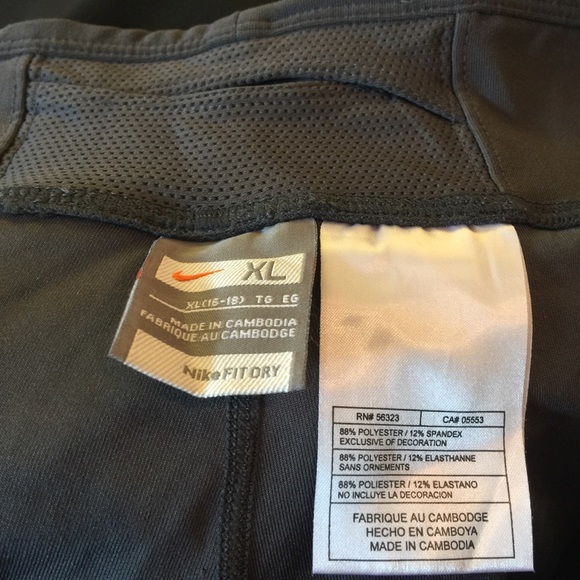 XL
XL(16-18) TG EG
MADE IN CAMBODIA
FABRIQUE AU CAMBODGE
Nike FIT DRY
RN# 56323 CA# 05553
88% POLYESTER / 12% SPANDEX
EXCLUSIVE OF DECORATION
88% POLYESTER / 12% ELASTHANNE
SANS ORNEMENTS
88% POLIESTER / 12% ELASTANO
NO INCLUYE LA DECORACION
FABRIQUE AU CAMBODGE
HECHO EN CAMBOYA
MADE IN CAMBODIA